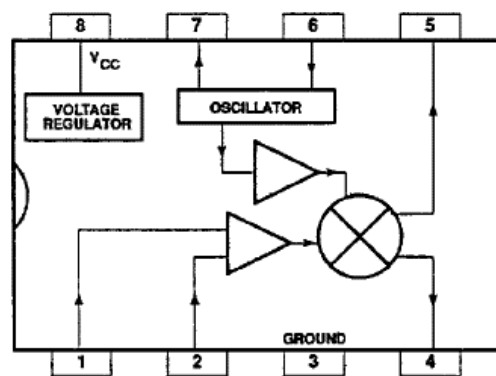 8 7 6 5
VCC
VOLTAGE
REGULATOR
OSCILLATOR
GROUND
1 2 3 4